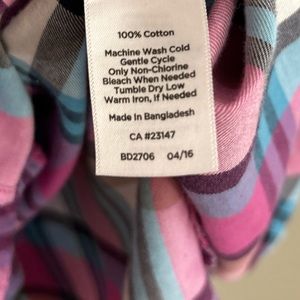 100% Cotton
Machine Wash Cold
Gentle Cycle
Only Non-Chlorine
Bleach When Needed
Tumble Dry Low
Warm Iron, If Needed
Made In Bangladesh
CA #23147
BD2706 04/16